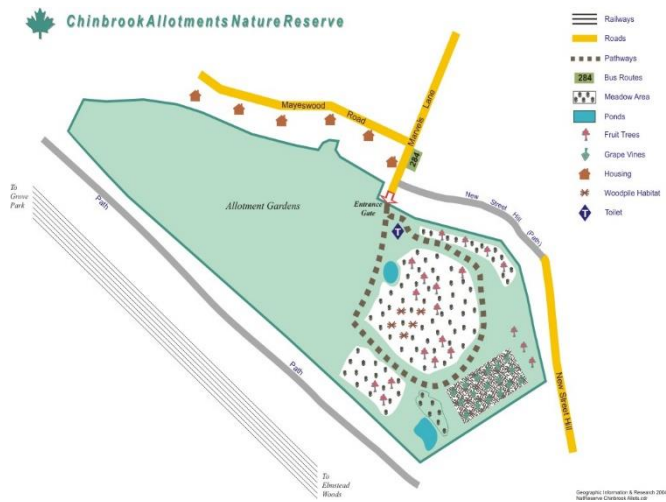 Chinbrook Allotments Nature Reserve
Railways
Roads
Pathways
284 Bus Routes
Meadow Area
Ponds
Fruit Trees
Grape Vines
Housing
Woodpile Habitat
T Toilet
Mayeswood Road
Marvels Lane
284
To
Grove
Park
Path
Allotment Gardens
Entrance
Gate
T
New Street Hill (Path)
Path
New Street Hill
To
Elmstead
Woods
Geographic Information & Research